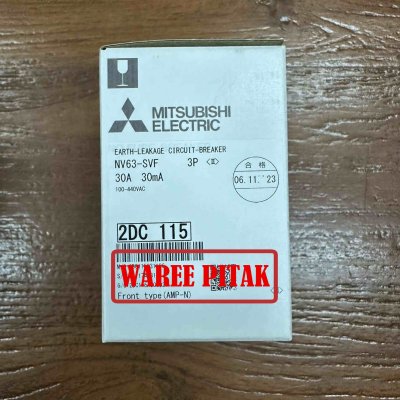 MITSUBISHI
ELECTRIC
EARTH-LEAKAGE CIRCUIT-BREAKER
NV63-SVF 3P
30A 30mA
100-440VAC
合格
06.11.'23
2DC 115
WAREE PITAK
Front type(AMP-N)